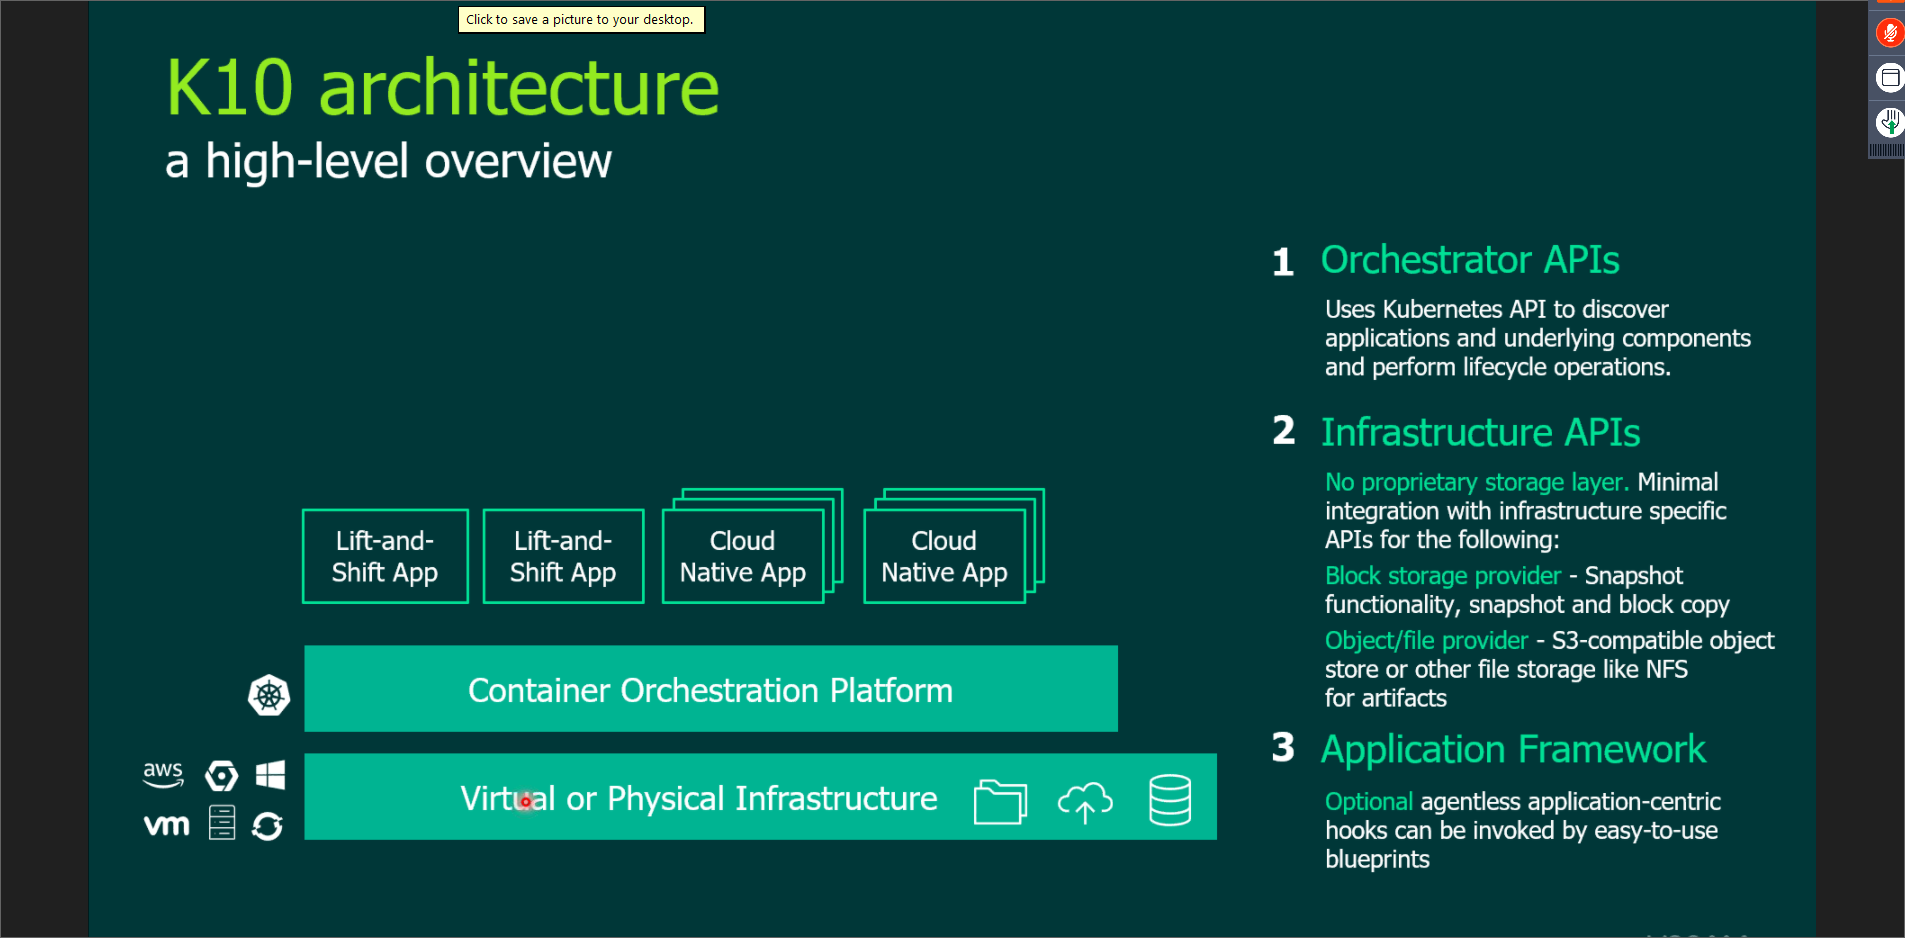 Click to save a picture to your desktop.
K10 architecture
a high-level overview
Lift-and-
Shift App
Lift-and-
Shift App
Cloud
Native App
Cloud
Native App
Container Orchestration Platform
aws
vm
Virtual or Physical Infrastructure
1 Orchestrator APIs
Uses Kubernetes API to discover
applications and underlying components
and perform lifecycle operations.
2 Infrastructure APIs
No proprietary storage layer. Minimal
integration with infrastructure specific
APIs for the following:
Block storage provider - Snapshot
functionality, snapshot and block copy
Object/file provider - S3-compatible object
store or other file storage like NFS
for artifacts
3 Application Framework
Optional agentless application-centric
hooks can be invoked by easy-to-use
blueprints